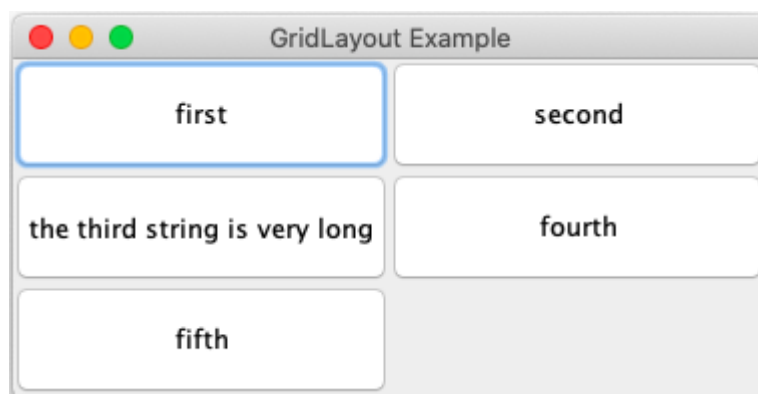 GridLayout Example
first
second
the third string is very long
fourth
fifth